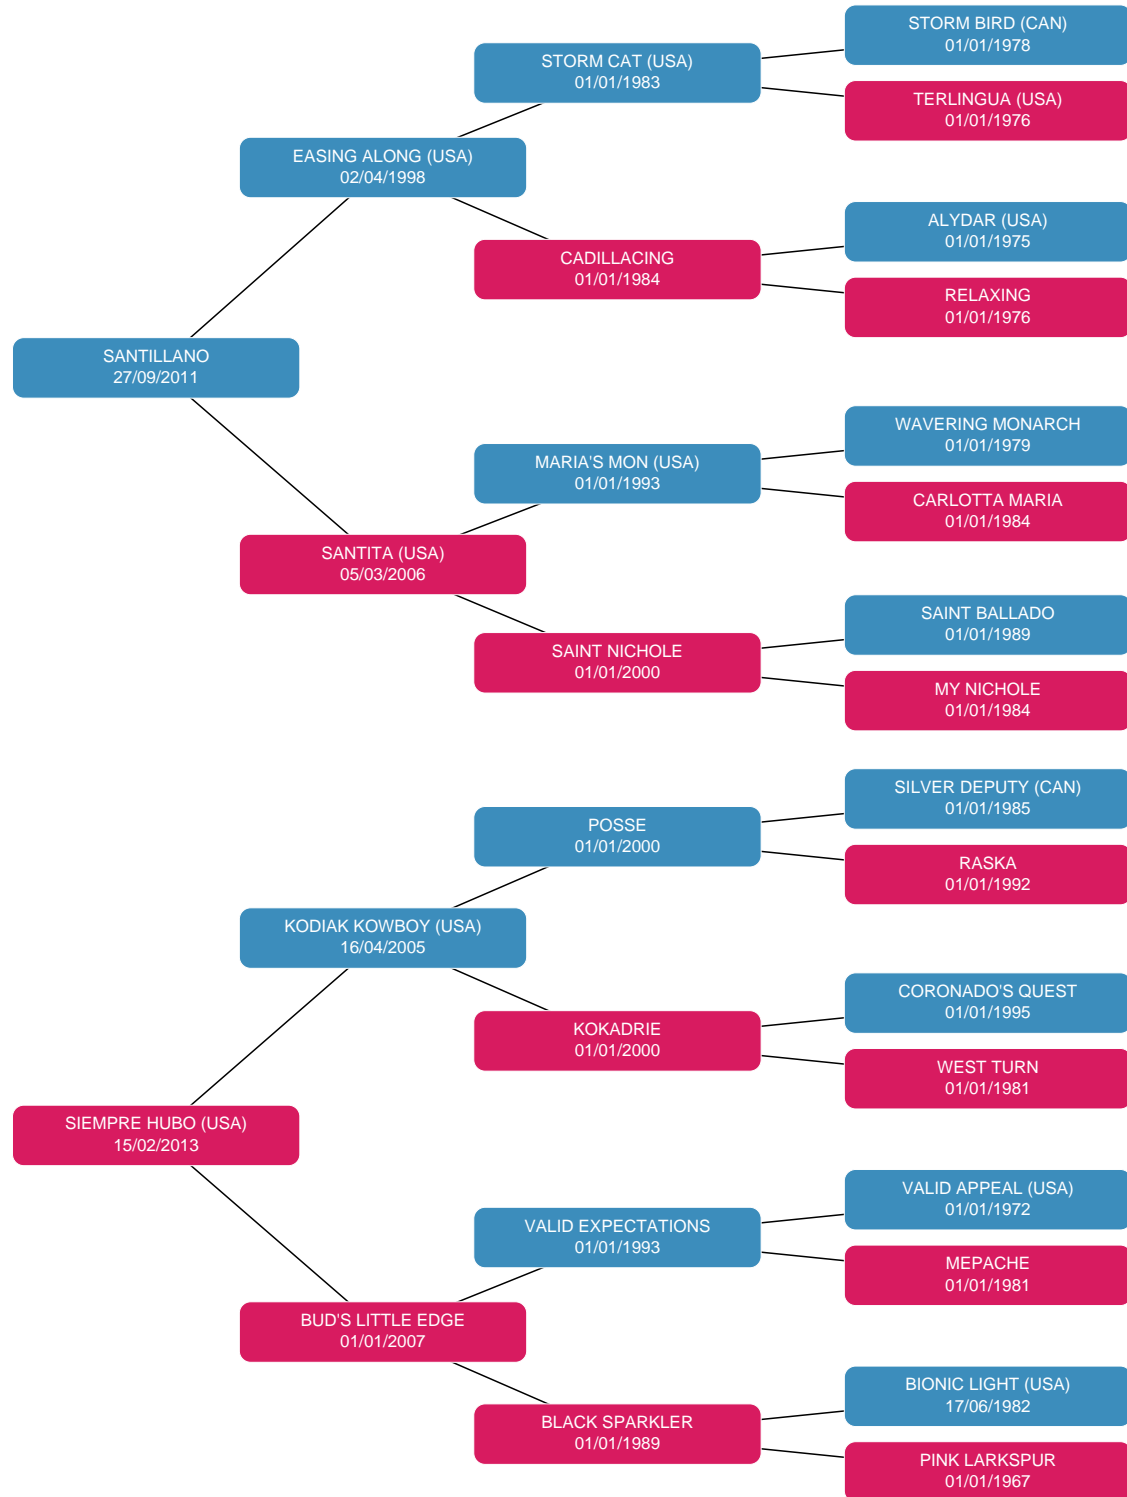 STORM BIRD (CAN)
01/01/1978
STORM CAT (USA)
01/01/1983
TERLINGUA (USA)
01/01/1976
EASING ALONG (USA)
02/04/1998
ALYDAR (USA)
01/01/1975
CADILLACING
01/01/1984
RELAXING
01/01/1976
SANTILLANO
27/09/2011
WAVERING MONARCH
01/01/1979
MARIA'S MON (USA)
01/01/1993
CARLOTTA MARIA
01/01/1984
SANTITA (USA)
05/03/2006
SAINT BALLADO
01/01/1989
SAINT NICHOLE
01/01/2000
MY NICHOLE
01/01/1984
SILVER DEPUTY (CAN)
01/01/1985
POSSE
01/01/2000
RASKA
01/01/1992
KODIAK KOWBOY (USA)
16/04/2005
CORONADO'S QUEST
01/01/1995
KOKADRIE
01/01/2000
WEST TURN
01/01/1981
SIEMPRE HUBO (USA)
15/02/2013
VALID APPEAL (USA)
01/01/1972
VALID EXPECTATIONS
01/01/1993
MEPACHE
01/01/1981
BUD'S LITTLE EDGE
01/01/2007
BIONIC LIGHT (USA)
17/06/1982
BLACK SPARKLER
01/01/1989
PINK LARKSPUR
01/01/1967